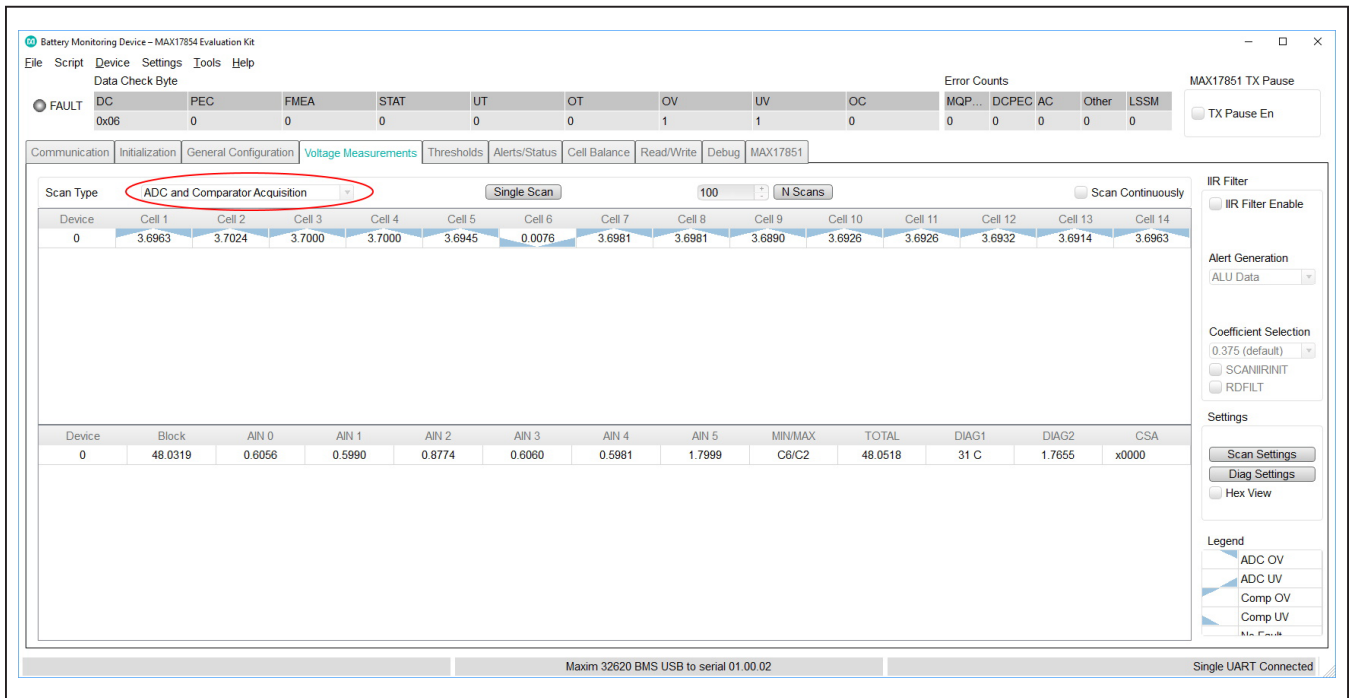 Battery Monitoring Device – MAX17854 Evaluation Kit
File Script Device Settings Tools Help
Data Check Byte Error Counts MAX17851 TX Pause
FAULT DC PEC FMEA STAT UT OT OV UV OC MQP... DCPEC AC Other LSSM
0x06 0 0 0 0 0 1 1 0 0 0 0 0 0 TX Pause En
Communication Initialization General Configuration Voltage Measurements Thresholds Alerts/Status Cell Balance Read/Write Debug MAX17851
Scan Type ADC and Comparator Acquisition Single Scan 100 N Scans Scan Continuously
Device Cell 1 Cell 2 Cell 3 Cell 4 Cell 5 Cell 6 Cell 7 Cell 8 Cell 9 Cell 10 Cell 11 Cell 12 Cell 13 Cell 14
0 3.6963 3.7024 3.7000 3.7000 3.6945 0.0076 3.6981 3.6981 3.6890 3.6926 3.6926 3.6932 3.6914 3.6963
Device Block AIN 0 AIN 1 AIN 2 AIN 3 AIN 4 AIN 5 MIN/MAX TOTAL DIAG1 DIAG2 CSA
0 48.0319 0.6056 0.5990 0.8774 0.6060 0.5981 1.7999 C6/C2 48.0518 31 C 1.7655 x0000
IIR Filter
IIR Filter Enable
Alert Generation
ALU Data
Coefficient Selection
0.375 (default)
SCANIIRINIT
RDFILT
Settings
Scan Settings
Diag Settings
Hex View
Legend
ADC OV
ADC UV
Comp OV
Comp UV
No Fault
Maxim 32620 BMS USB to serial 01.00.02 Single UART Connected